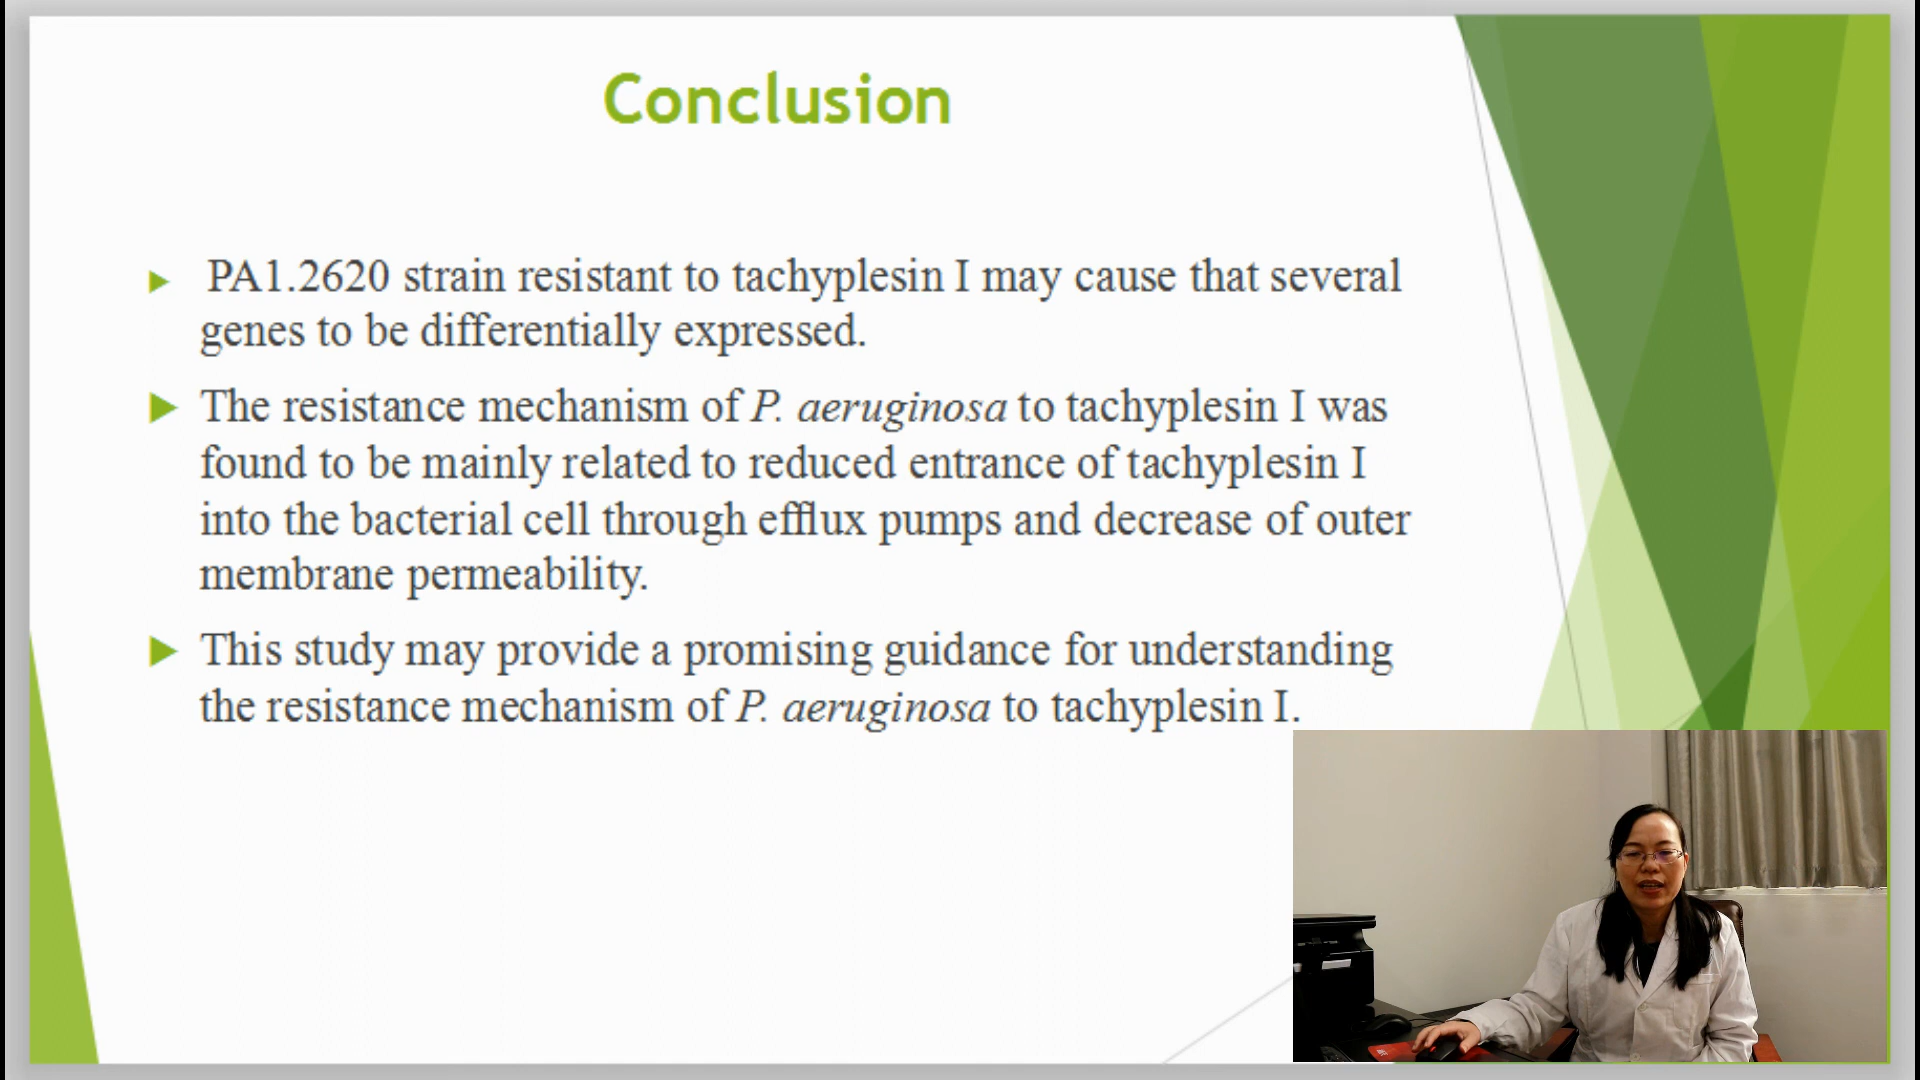 Conclusion
PA1.2620 strain resistant to tachyplesin I may cause that several
genes to be differentially expressed.
The resistance mechanism of P. aeruginosa to tachyplesin I was
found to be mainly related to reduced entrance of tachyplesin I
into the bacterial cell through efflux pumps and decrease of outer
membrane permeability.
This study may provide a promising guidance for understanding
the resistance mechanism of P. aeruginosa to tachyplesin I.